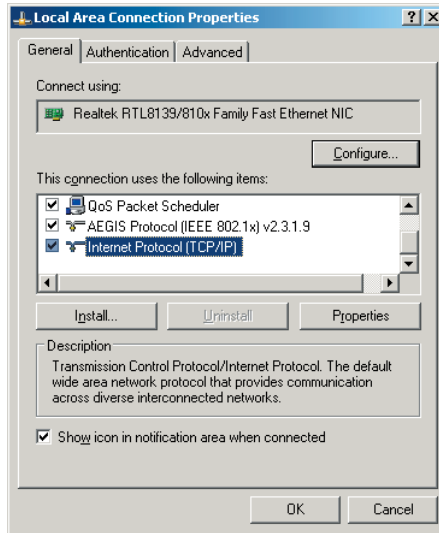 Local Area Connection Properties
General Authentication Advanced
Connect using:
Realtek RTL8139/810x Family Fast Ethernet NIC
Configure...
This connection uses the following items:
QoS Packet Scheduler
AEGIS Protocol (IEEE 802.1x) v2.3.1.9
Internet Protocol (TCP/IP)
Install... Uninstall Properties
Description
Transmission Control Protocol/Internet Protocol. The default
wide area network protocol that provides communication
across diverse interconnected networks.
Show icon in notification area when connected
OK Cancel